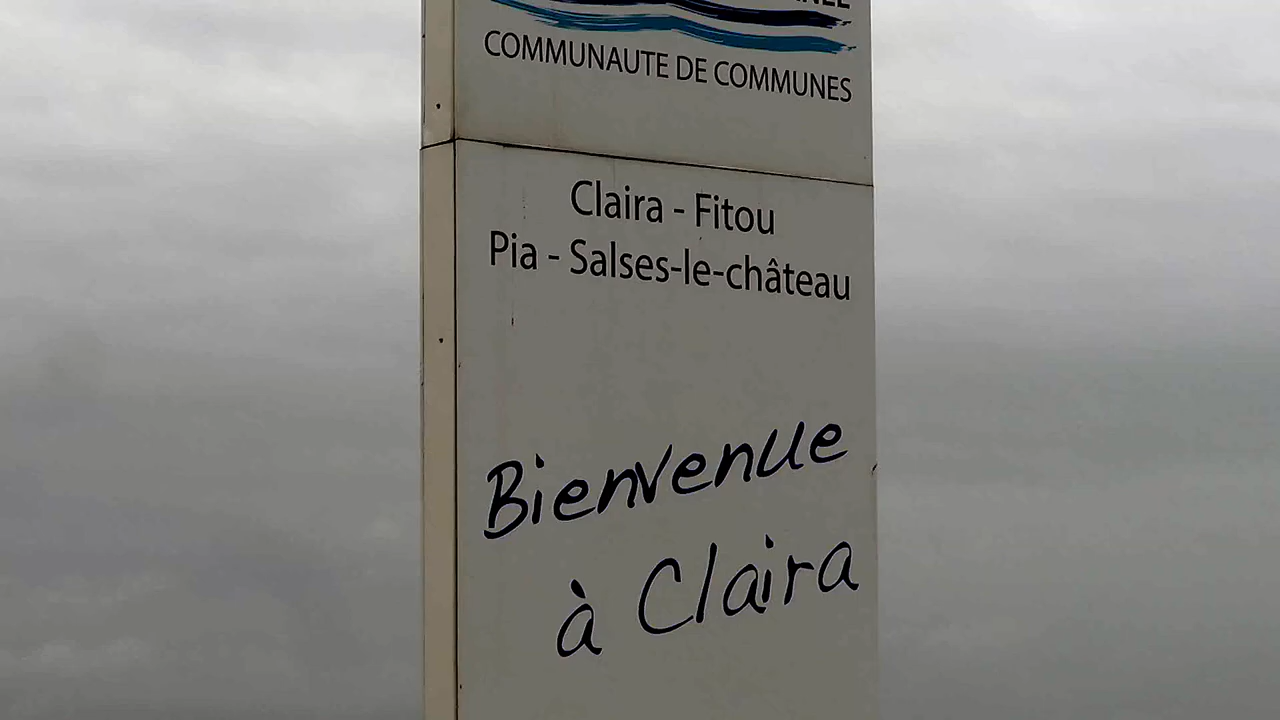 COMMUNAUTE DE COMMUNES
Claira - Fitou
Pia - Salses-le-château
Bienvenue
à Claira